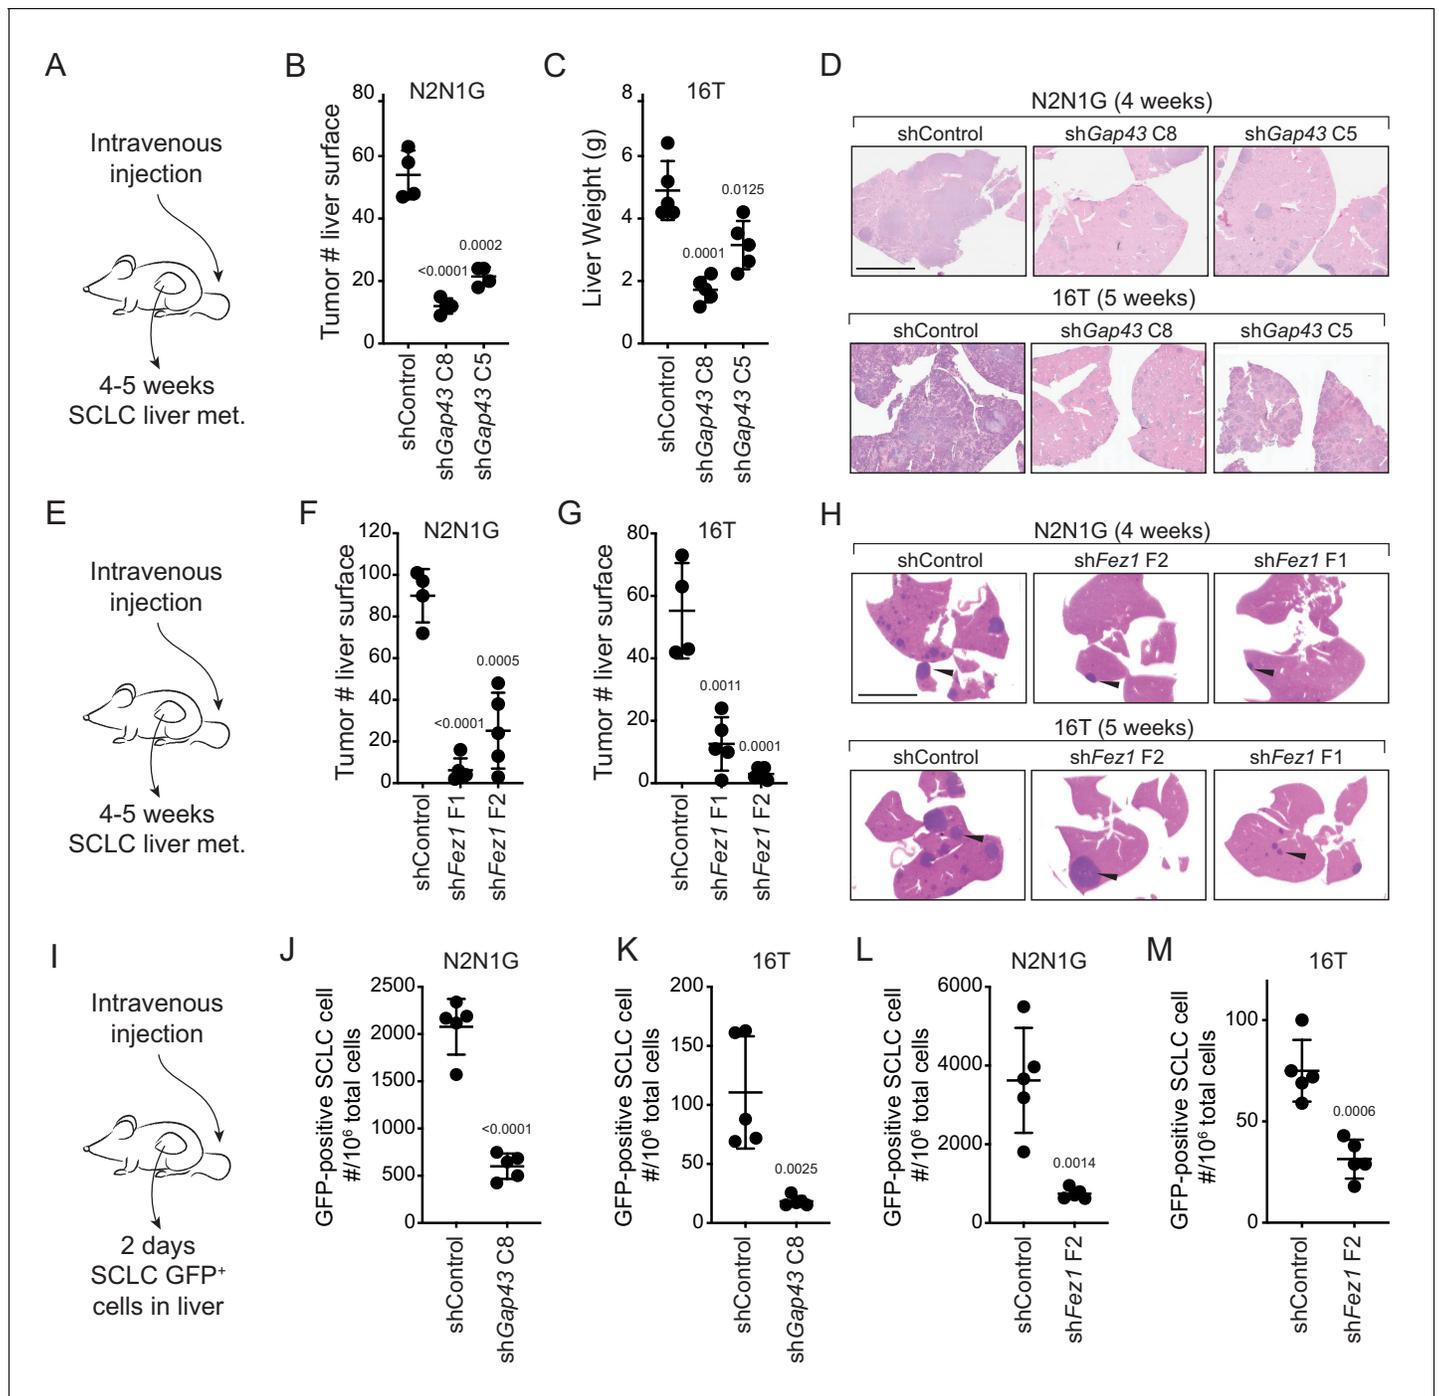 A
Intravenous
injection
4-5 weeks
SCLC liver met.
B
N2N1G
Tumor # liver surface
80
60
40
20
0
<0.0001
0.0002
shControl
shGap43 C8
shGap43 C5
C
16T
Liver Weight (g)
8
6
4
2
0
0.0001
0.0125
shControl
shGap43 C8
shGap43 C5
D
N2N1G (4 weeks)
shControl
shGap43 C8
shGap43 C5
16T (5 weeks)
shControl
shGap43 C8
shGap43 C5
E
Intravenous
injection
4-5 weeks
SCLC liver met.
F
N2N1G
Tumor # liver surface
120
100
80
60
40
20
0
<0.0001
0.0005
shControl
shFez1 F1
shFez1 F2
G
16T
Tumor # liver surface
80
60
40
20
0
0.0011
0.0001
shControl
shFez1 F1
shFez1 F2
H
N2N1G (4 weeks)
shControl
shFez1 F2
shFez1 F1
16T (5 weeks)
shControl
shFez1 F2
shFez1 F1
I
Intravenous
injection
2 days
SCLC GFP⁺
cells in liver
J
N2N1G
GFP-positive SCLC cell
#/10⁶ total cells
2500
2000
1500
1000
500
0
<0.0001
shControl
shGap43 C8
K
16T
GFP-positive SCLC cell
#/10⁶ total cells
200
150
100
50
0
0.0025
shControl
shGap43 C8
L
N2N1G
GFP-positive SCLC cell
#/10⁶ total cells
6000
4000
2000
0
0.0014
shControl
shFez1 F2
M
16T
GFP-positive SCLC cell
#/10⁶ total cells
100
50
0
0.0006
shControl
shFez1 F2